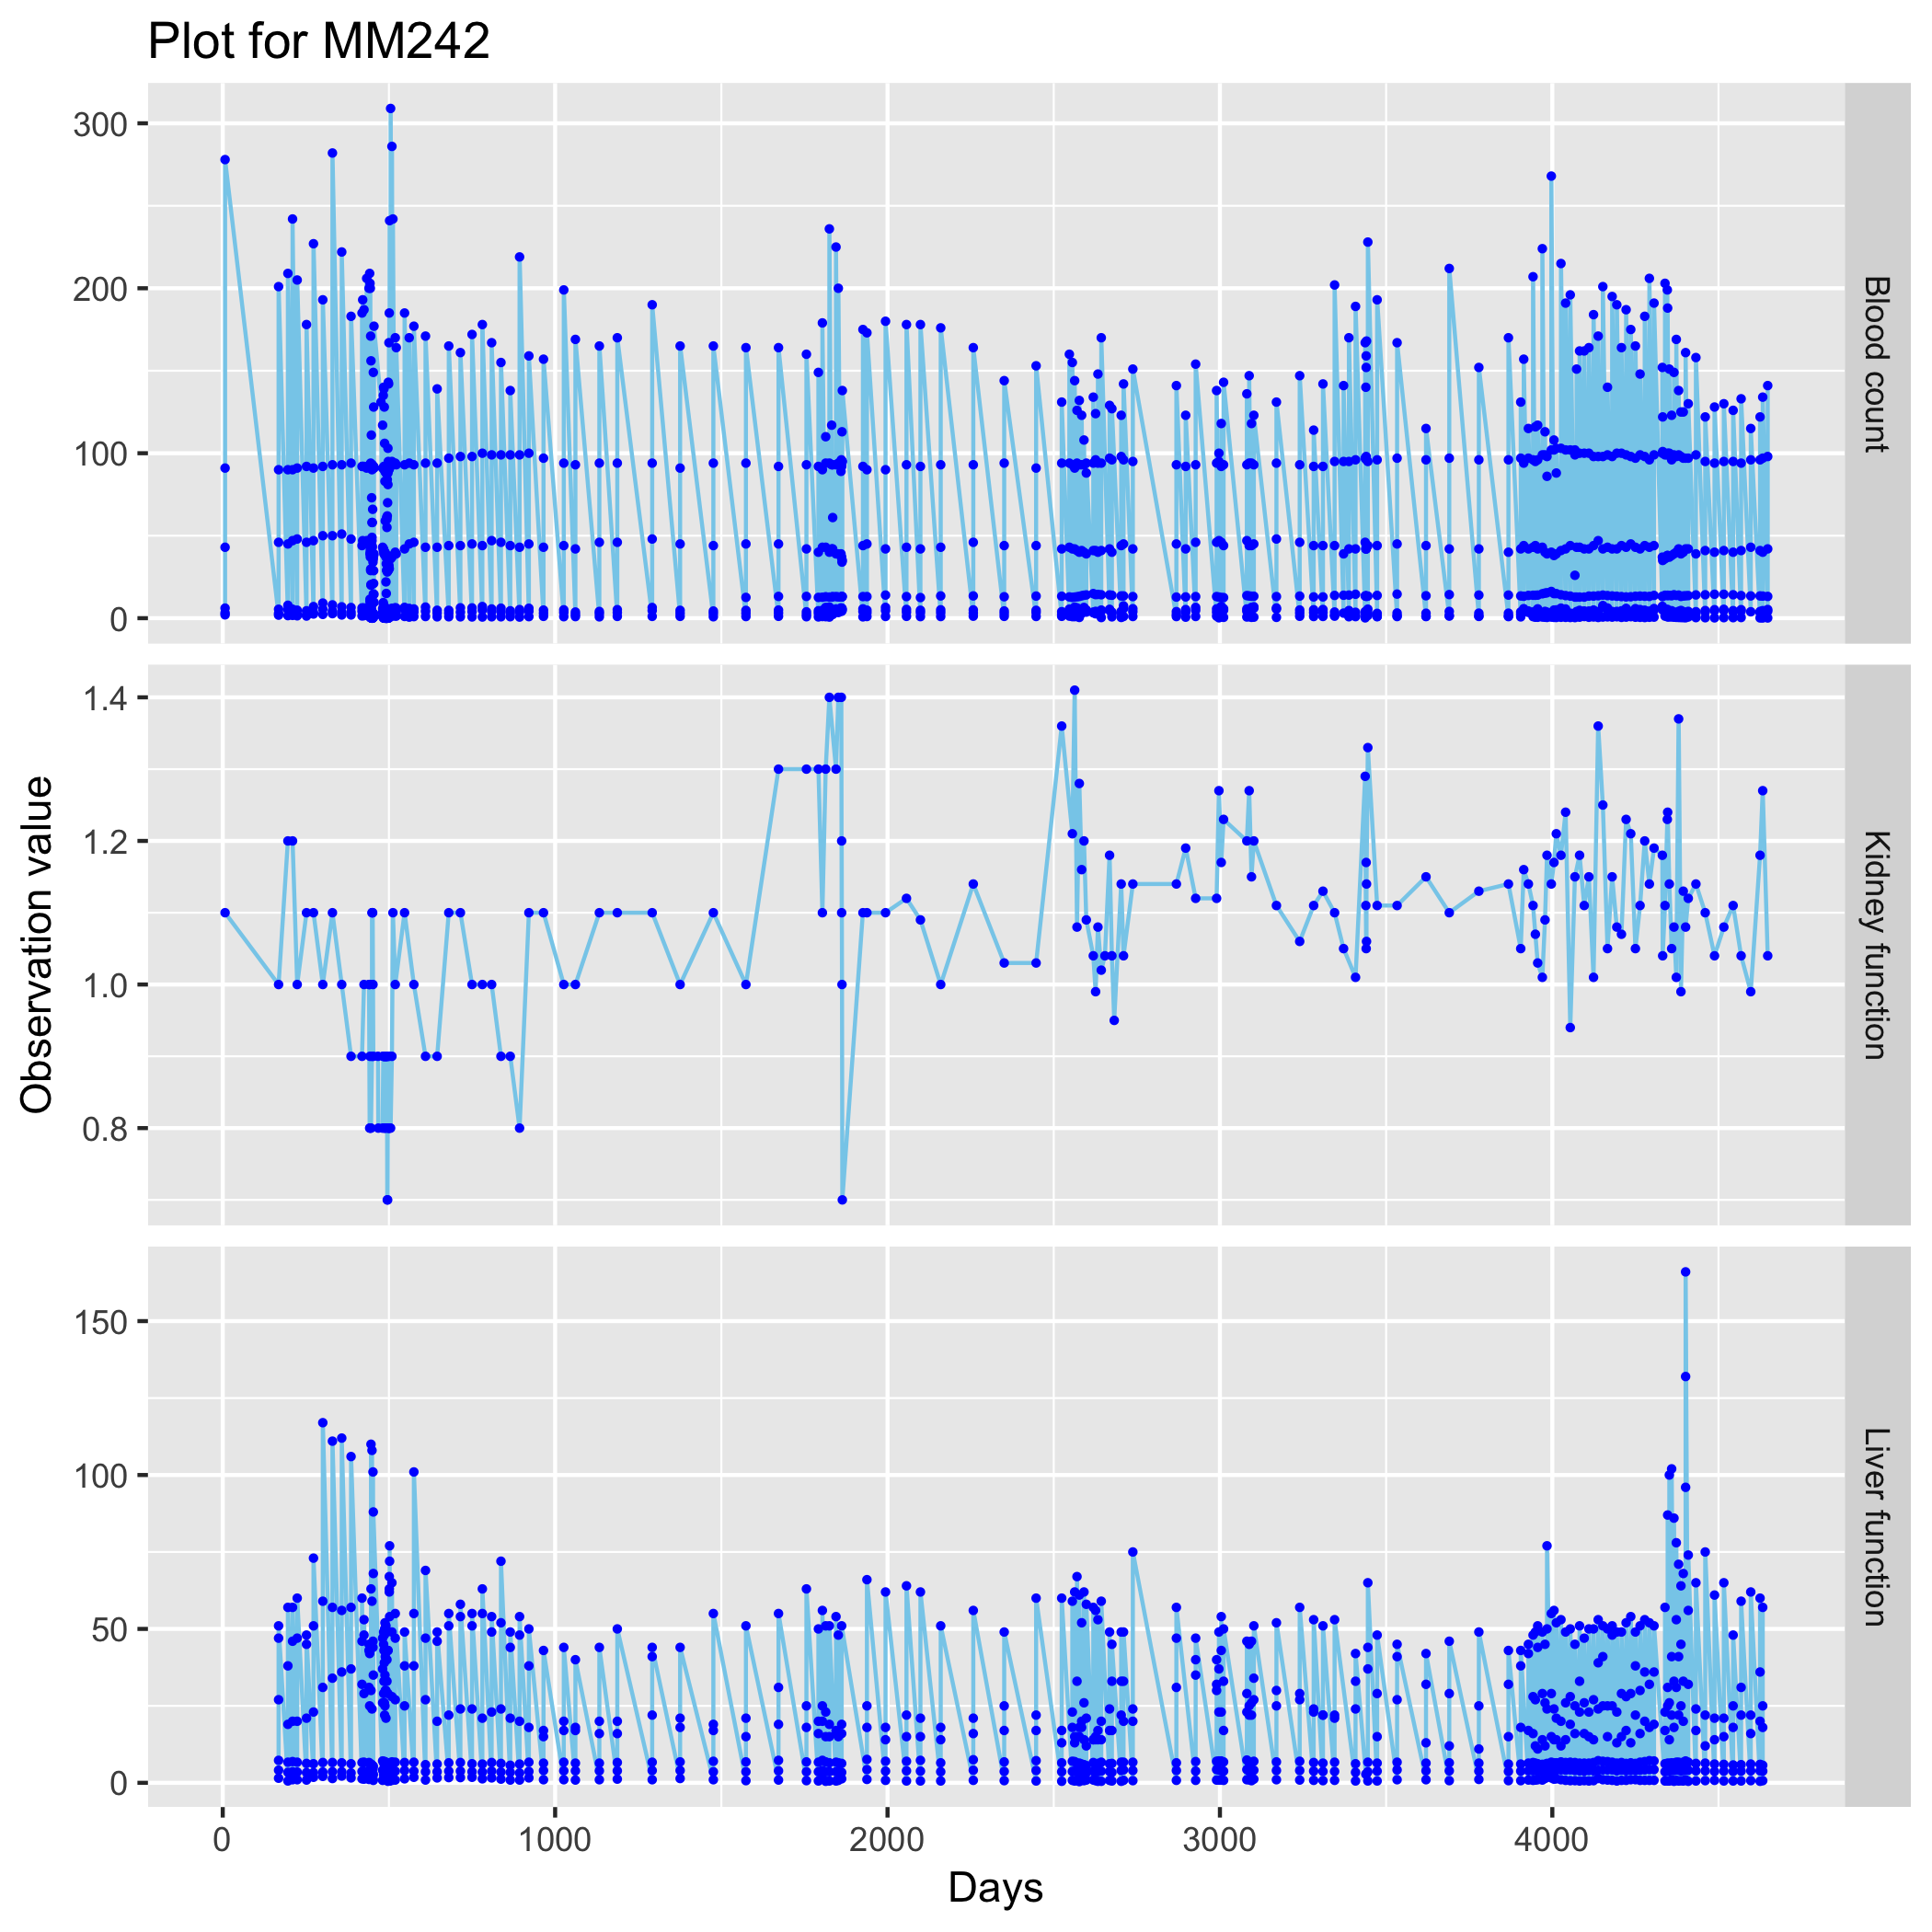 Plot for MM242
300
200
100
0
Blood count
1.4
1.2
1.0
0.8
Kidney function
Observation value
150
100
50
0
Liver function
0 1000 2000 3000 4000
Days